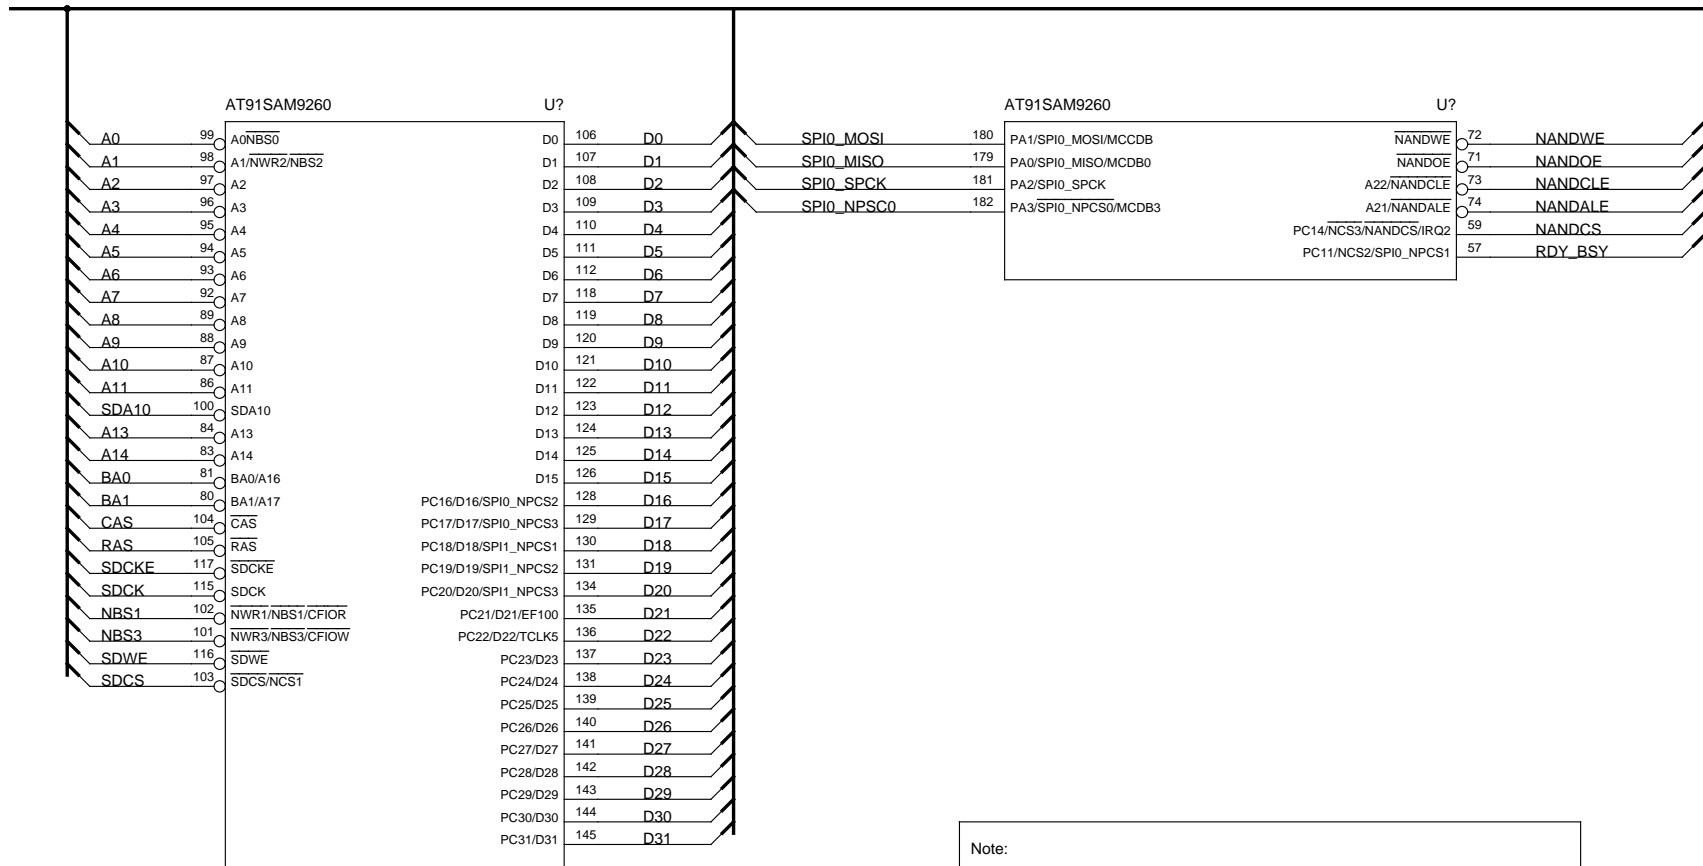 AT91SAM9260 U?
A0 99 A0NBS0 D0 106 D0
A1 98 A1/NWR2/NBS2 D1 107 D1
A2 97 A2 D2 108 D2
A3 96 A3 D3 109 D3
A4 95 A4 D4 110 D4
A5 94 A5 D5 111 D5
A6 93 A6 D6 112 D6
A7 92 A7 D7 118 D7
A8 89 A8 D8 119 D8
A9 88 A9 D9 120 D9
A10 87 A10 D10 121 D10
A11 86 A11 D11 122 D11
SDA10 100 SDA10 D12 123 D12
A13 84 A13 D13 124 D13
A14 83 A14 D14 125 D14
BA0 81 BA0/A16 D15 126 D15
BA1 80 BA1/A17 PC16/D16/SPI0_NPCS2 128 D16
CAS 104 CAS PC17/D17/SPI0_NPCS3 129 D17
RAS 105 RAS PC18/D18/SPI1_NPCS1 130 D18
SDCKE 117 SDCKE PC19/D19/SPI1_NPCS2 131 D19
SDCK 115 SDCK PC20/D20/SPI1_NPCS3 134 D20
NBS1 102 NWR1/NBS1/CFIOR PC21/D21/EF100 135 D21
NBS3 101 NWR3/NBS3/CFIOW PC22/D22/TCLK5 136 D22
SDWE 116 SDWE PC23/D23 137 D23
SDCS 103 SDCS/NCS1 PC24/D24 138 D24
PC25/D25 139 D25
PC26/D26 140 D26
PC27/D27 141 D27
PC28/D28 142 D28
PC29/D29 143 D29
PC30/D30 144 D30
PC31/D31 145 D31
AT91SAM9260 U?
SPI0_MOSI 180 PA1/SPI0_MOSI/MCCDB NANDWE 72 NANDWE
SPI0_MISO 179 PA0/SPI0_MISO/MCDB0 NANDOE 71 NANDOE
SPI0_SPCK 181 PA2/SPI0_SPCK A22/NANDCLE 73 NANDCLE
SPI0_NPSC0 182 PA3/SPI0_NPCS0/MCDB3 A21/NANDALE 74 NANDALE
PC14/NCS3/NANDCS/IRQ2 59 NANDCS
PC11/NCS2/SPI0_NPCS1 57 RDY_BSY
Note: